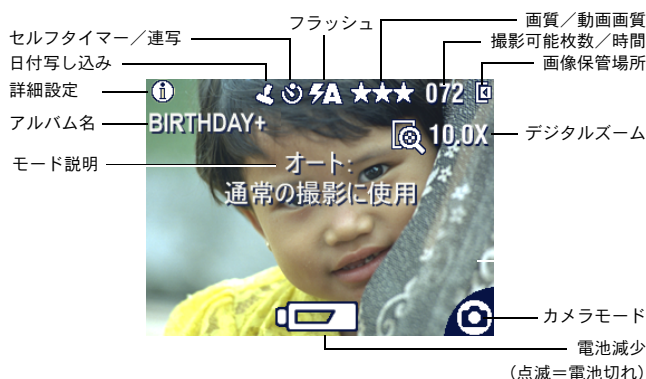 フラッシュ
画質／動画画質
セルフタイマー／連写
撮影可能枚数／時間
日付写し込み
画像保管場所
詳細設定
072
アルバム名
BIRTHDAY+
10.0X
デジタルズーム
モード説明
オート:
通常の撮影に使用
カメラモード
電池減少
（点滅＝電池切れ）